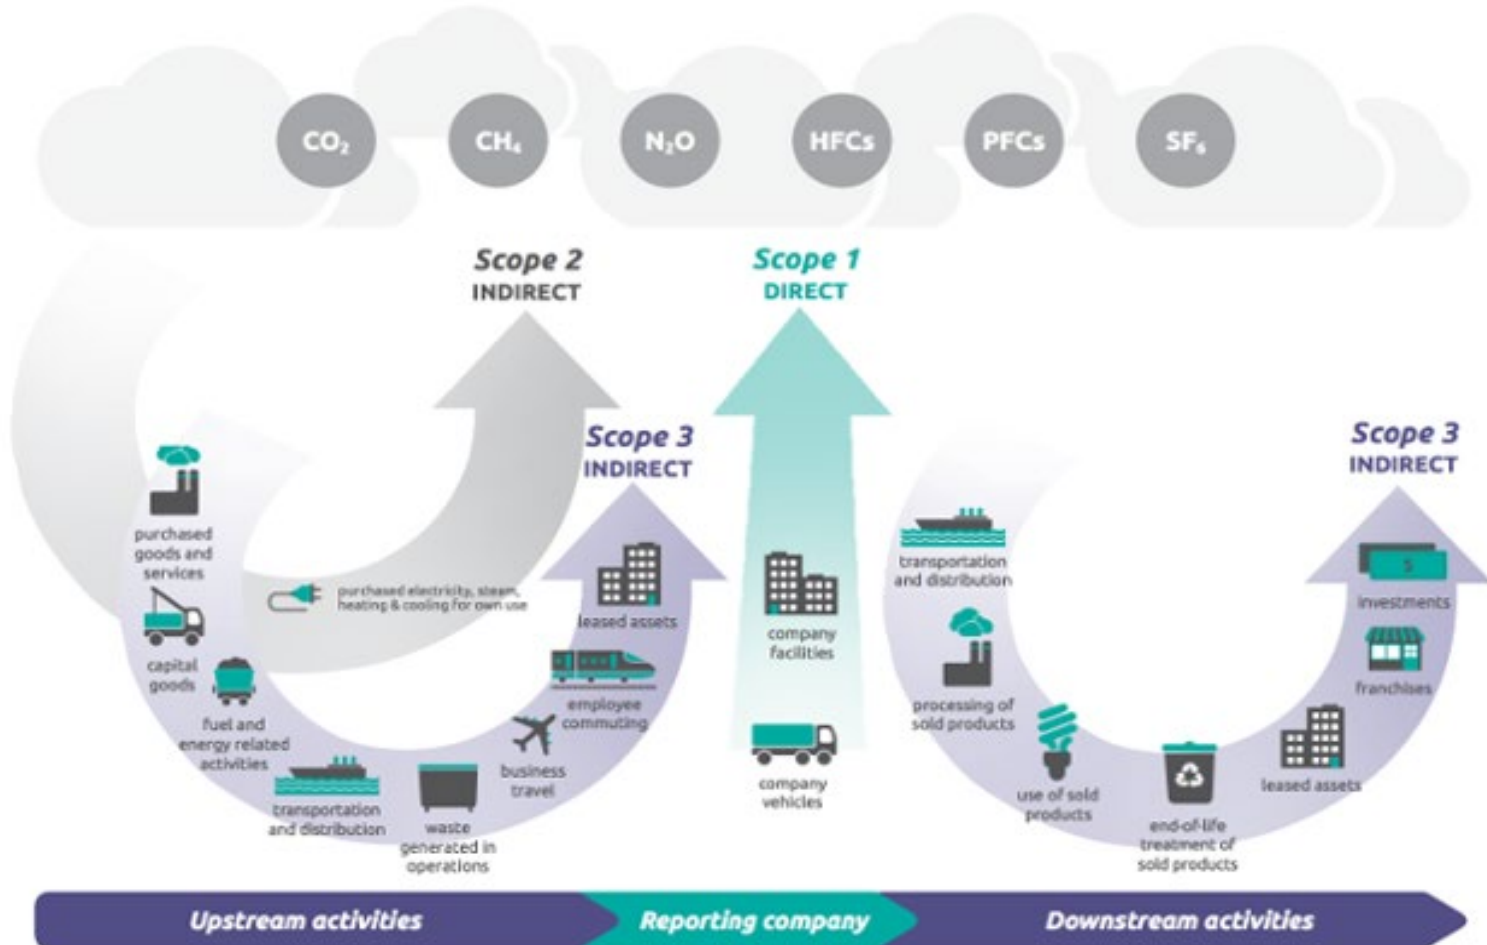 CO₂
CH₄
N₂O
HFCs
PFCs
SF₆
Scope 2
INDIRECT
Scope 1
DIRECT
Scope 3
INDIRECT
Scope 3
INDIRECT
purchased
goods and
services
capital
goods
fuel and
energy related
activities
purchased electricity, steam,
heating & cooling for own use
transportation
and distribution
waste
generated in
operations
business
travel
employee
commuting
leased assets
company
facilities
company
vehicles
transportation
and distribution
processing of
sold products
use of sold
products
end-of-life
treatment of
sold products
leased assets
franchises
$
investments
Upstream activities
Reporting company
Downstream activities